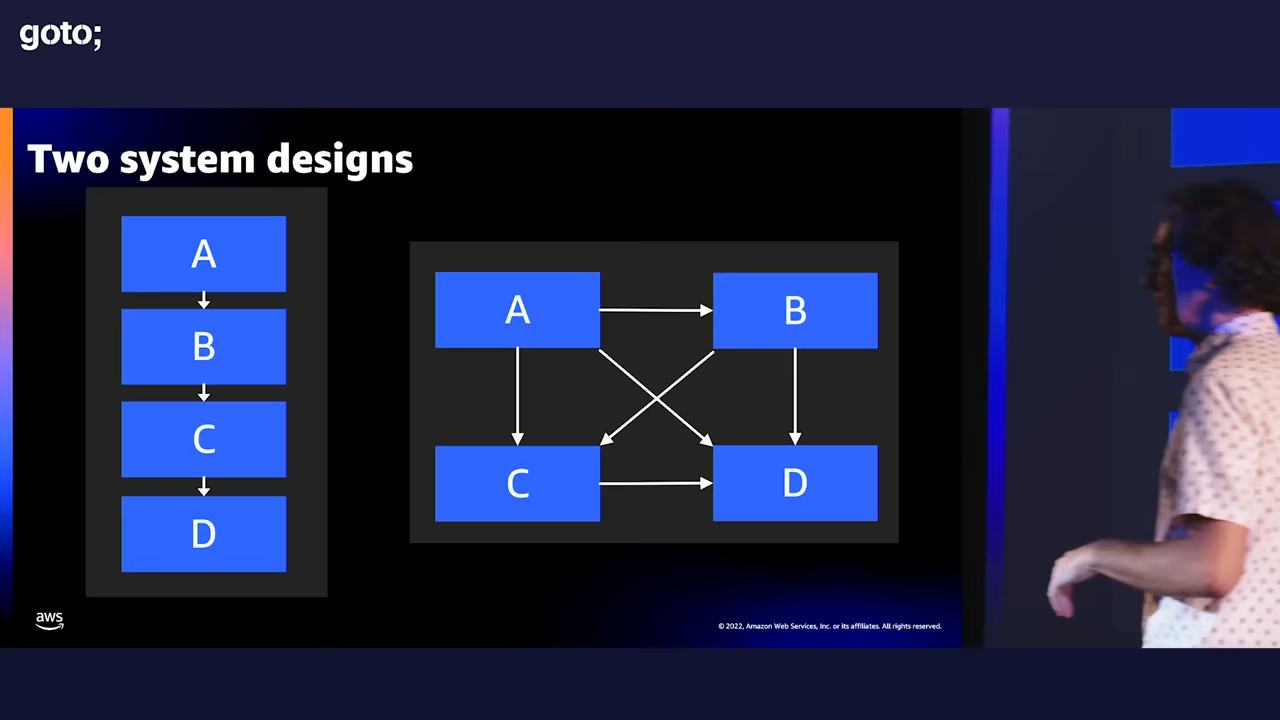 goto;
Two system designs
A
B
C
D
A
B
C
D
aws
© 2022, Amazon Web Services, Inc. or its affiliates. All rights reserved.